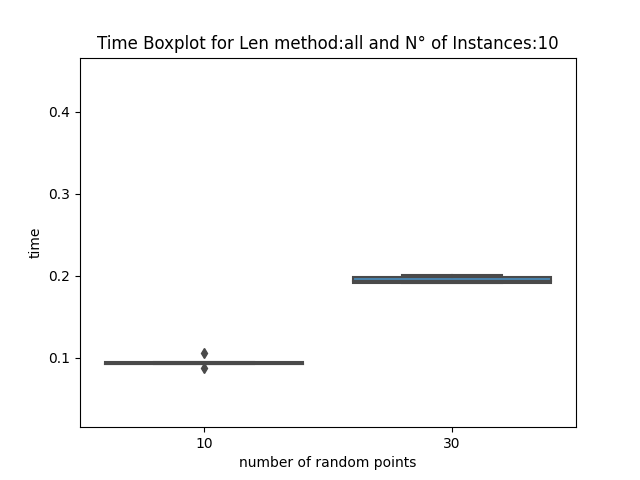 Time Boxplot for Len method:all and N° of Instances:10
0.4
0.3
0.2
0.1
time
10 30
number of random points